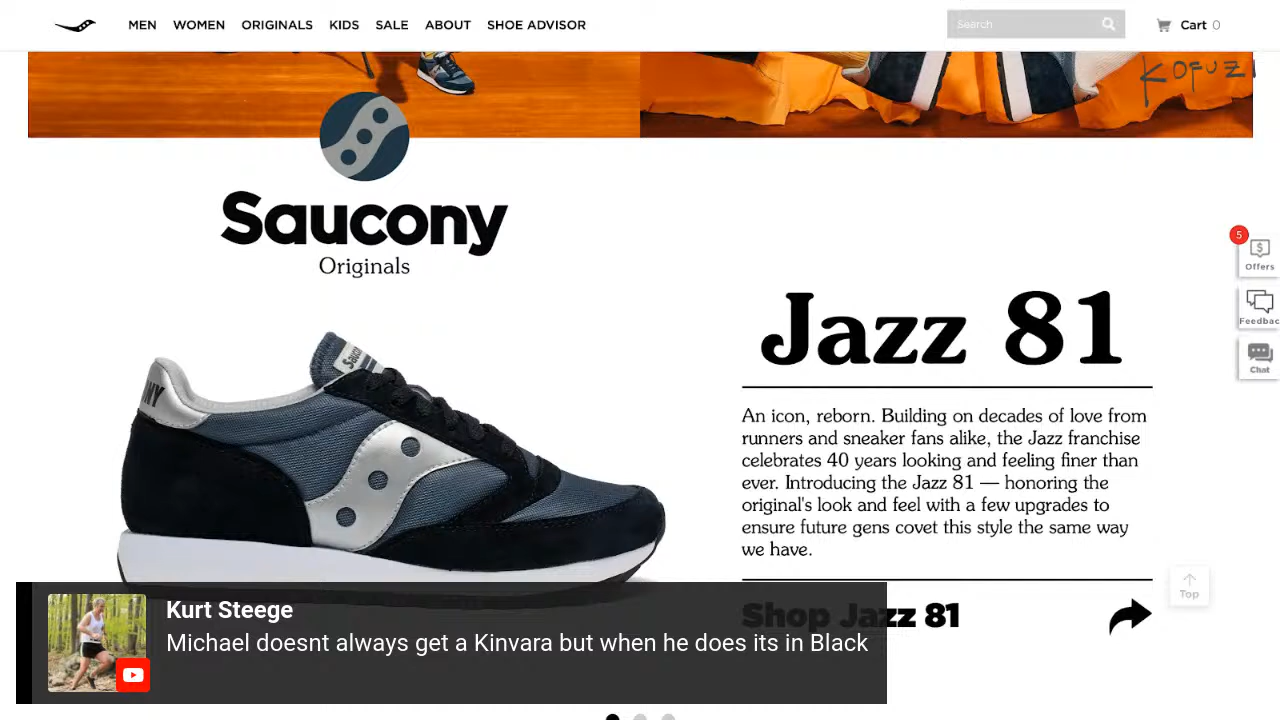 MEN WOMEN ORIGINALS KIDS SALE ABOUT SHOE ADVISOR Search Cart 0
KOFUZI
Saucony
Originals
5
Offers
Feedbac
Chat
Saucony
NY
Jazz 81
An icon, reborn. Building on decades of love from
runners and sneaker fans alike, the Jazz franchise
celebrates 40 years looking and feeling finer than
ever. Introducing the Jazz 81 — honoring the
original's look and feel with a few upgrades to
ensure future gens covet this style the same way
we have.
Shop Jazz 81
Top
Kurt Steege
Michael doesnt always get a Kinvara but when he does its in Black